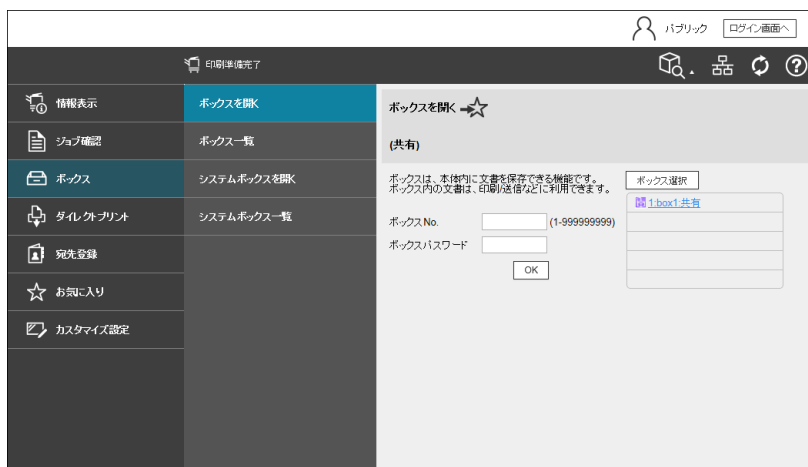 パブリック
ログイン画面へ
印刷準備完了
情報表示
ジョブ確認
ボックス
ダイレクトプリント
宛先登録
お気に入り
カスタマイズ設定
ボックスを開く
ボックス一覧
システムボックスを開く
システムボックス一覧
ボックスを開く
(共有)
ボックスは、本体内に文書を保存できる機能です。
ボックス内の文書は、印刷/送信などに利用できます。
ボックスNo. (1-999999999)
ボックスパスワード
OK
ボックス選択
1:box1:共有